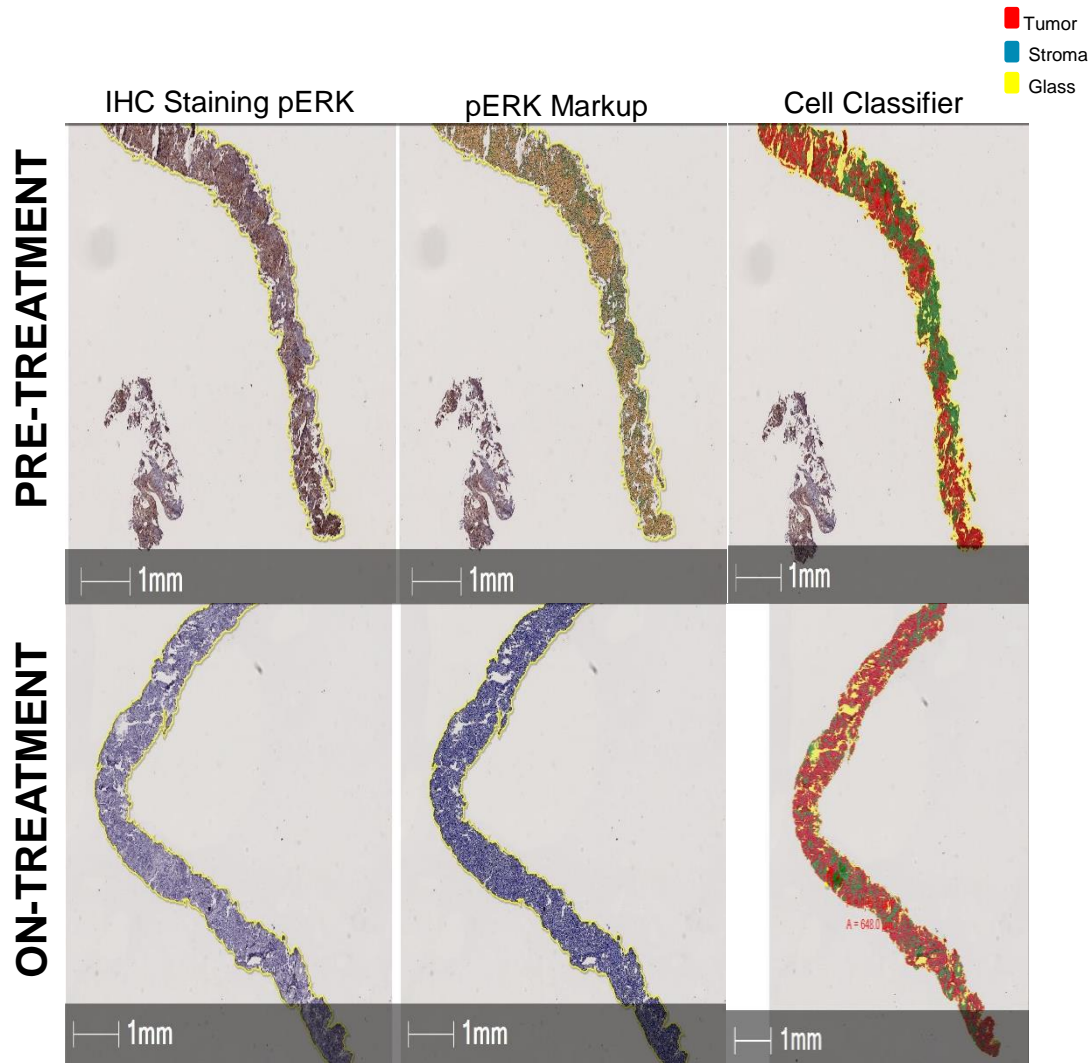 Tumor
Stroma
Glass
IHC Staining pERK
pERK Markup
Cell Classifier
PRE-TREATMENT
1mm
1mm
1mm
ON-TREATMENT
A = 648.0
1mm
1mm
1mm